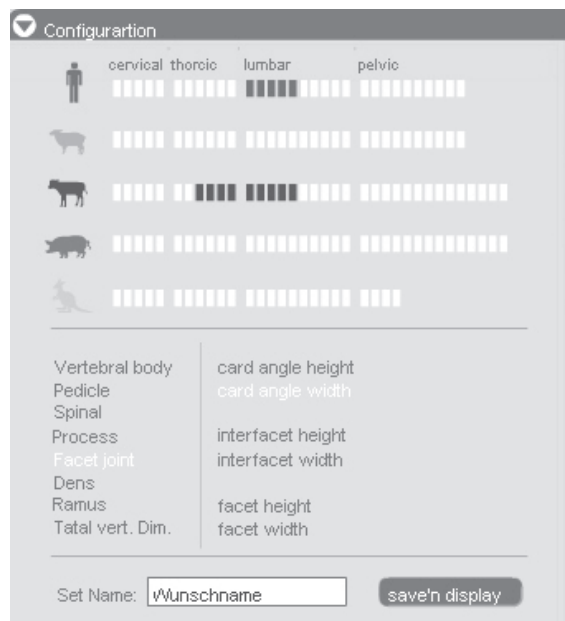 Configurartion
cervical thorcic lumbar pelvic
Vertebral body
Pedicle
Spinal
Process
Facet joint
Dens
Ramus
Tatal vert. Dim.
card angle height
card angle width
interfacet height
interfacet width
facet height
facet width
Set Name: Wunschname save'n display